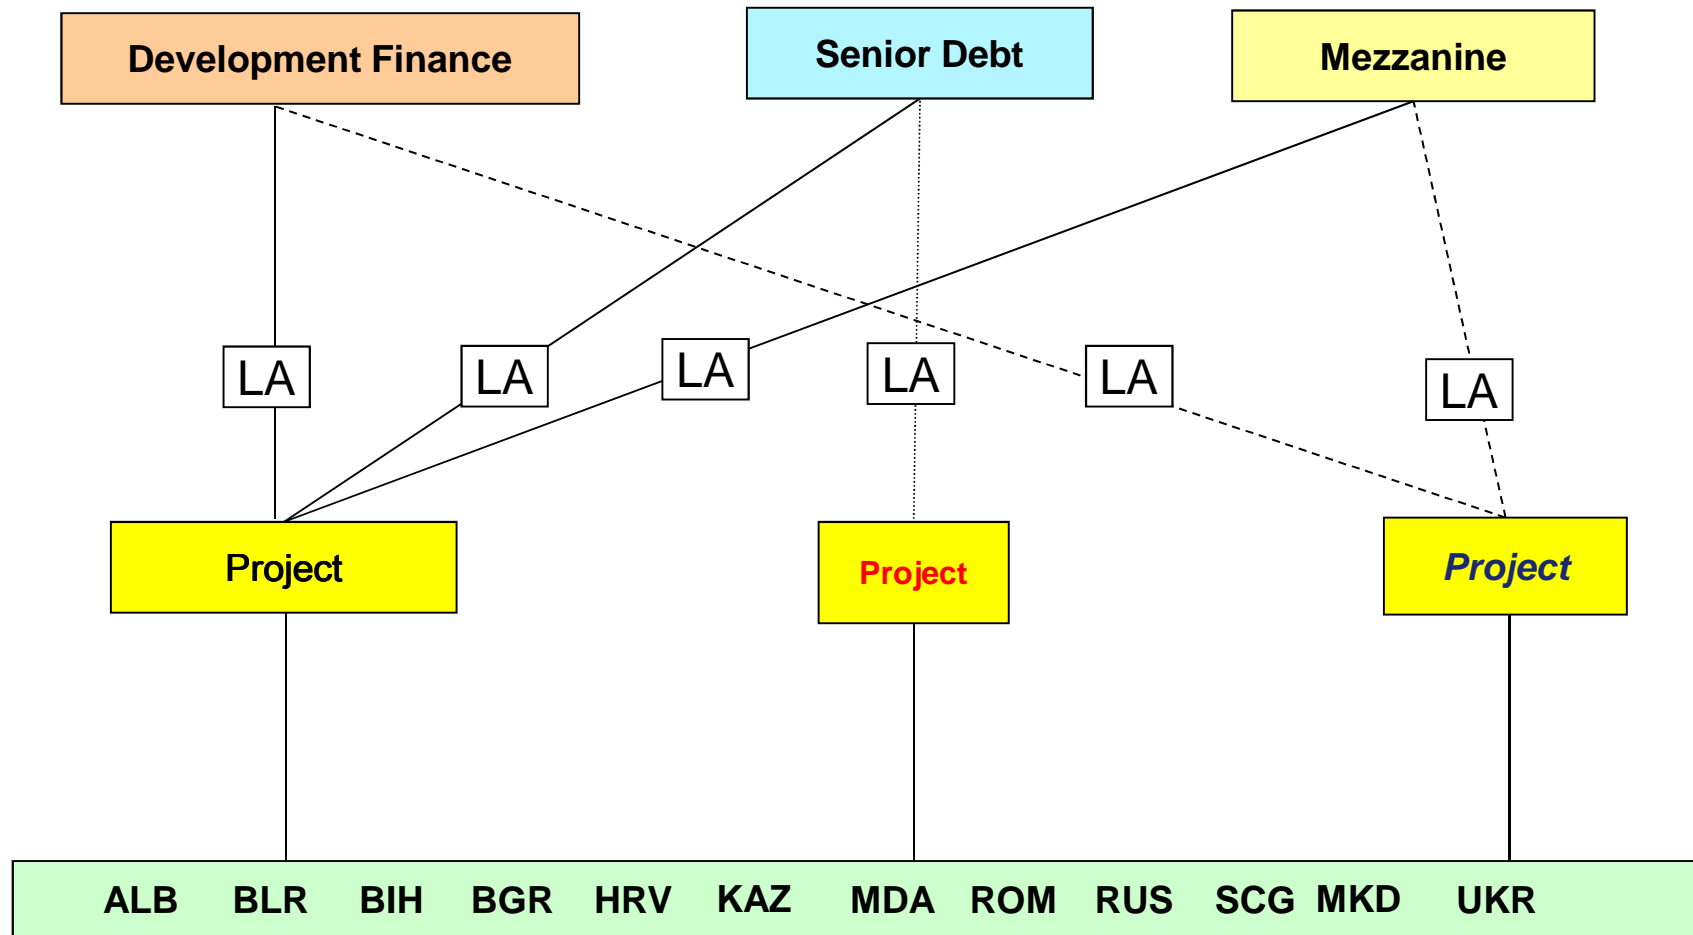 Development Finance
Senior Debt
Mezzanine
LA
LA
LA
LA
LA
LA
Project
Project
Project
ALB BLR BIH BGR HRV KAZ MDA ROM RUS SCG MKD UKR